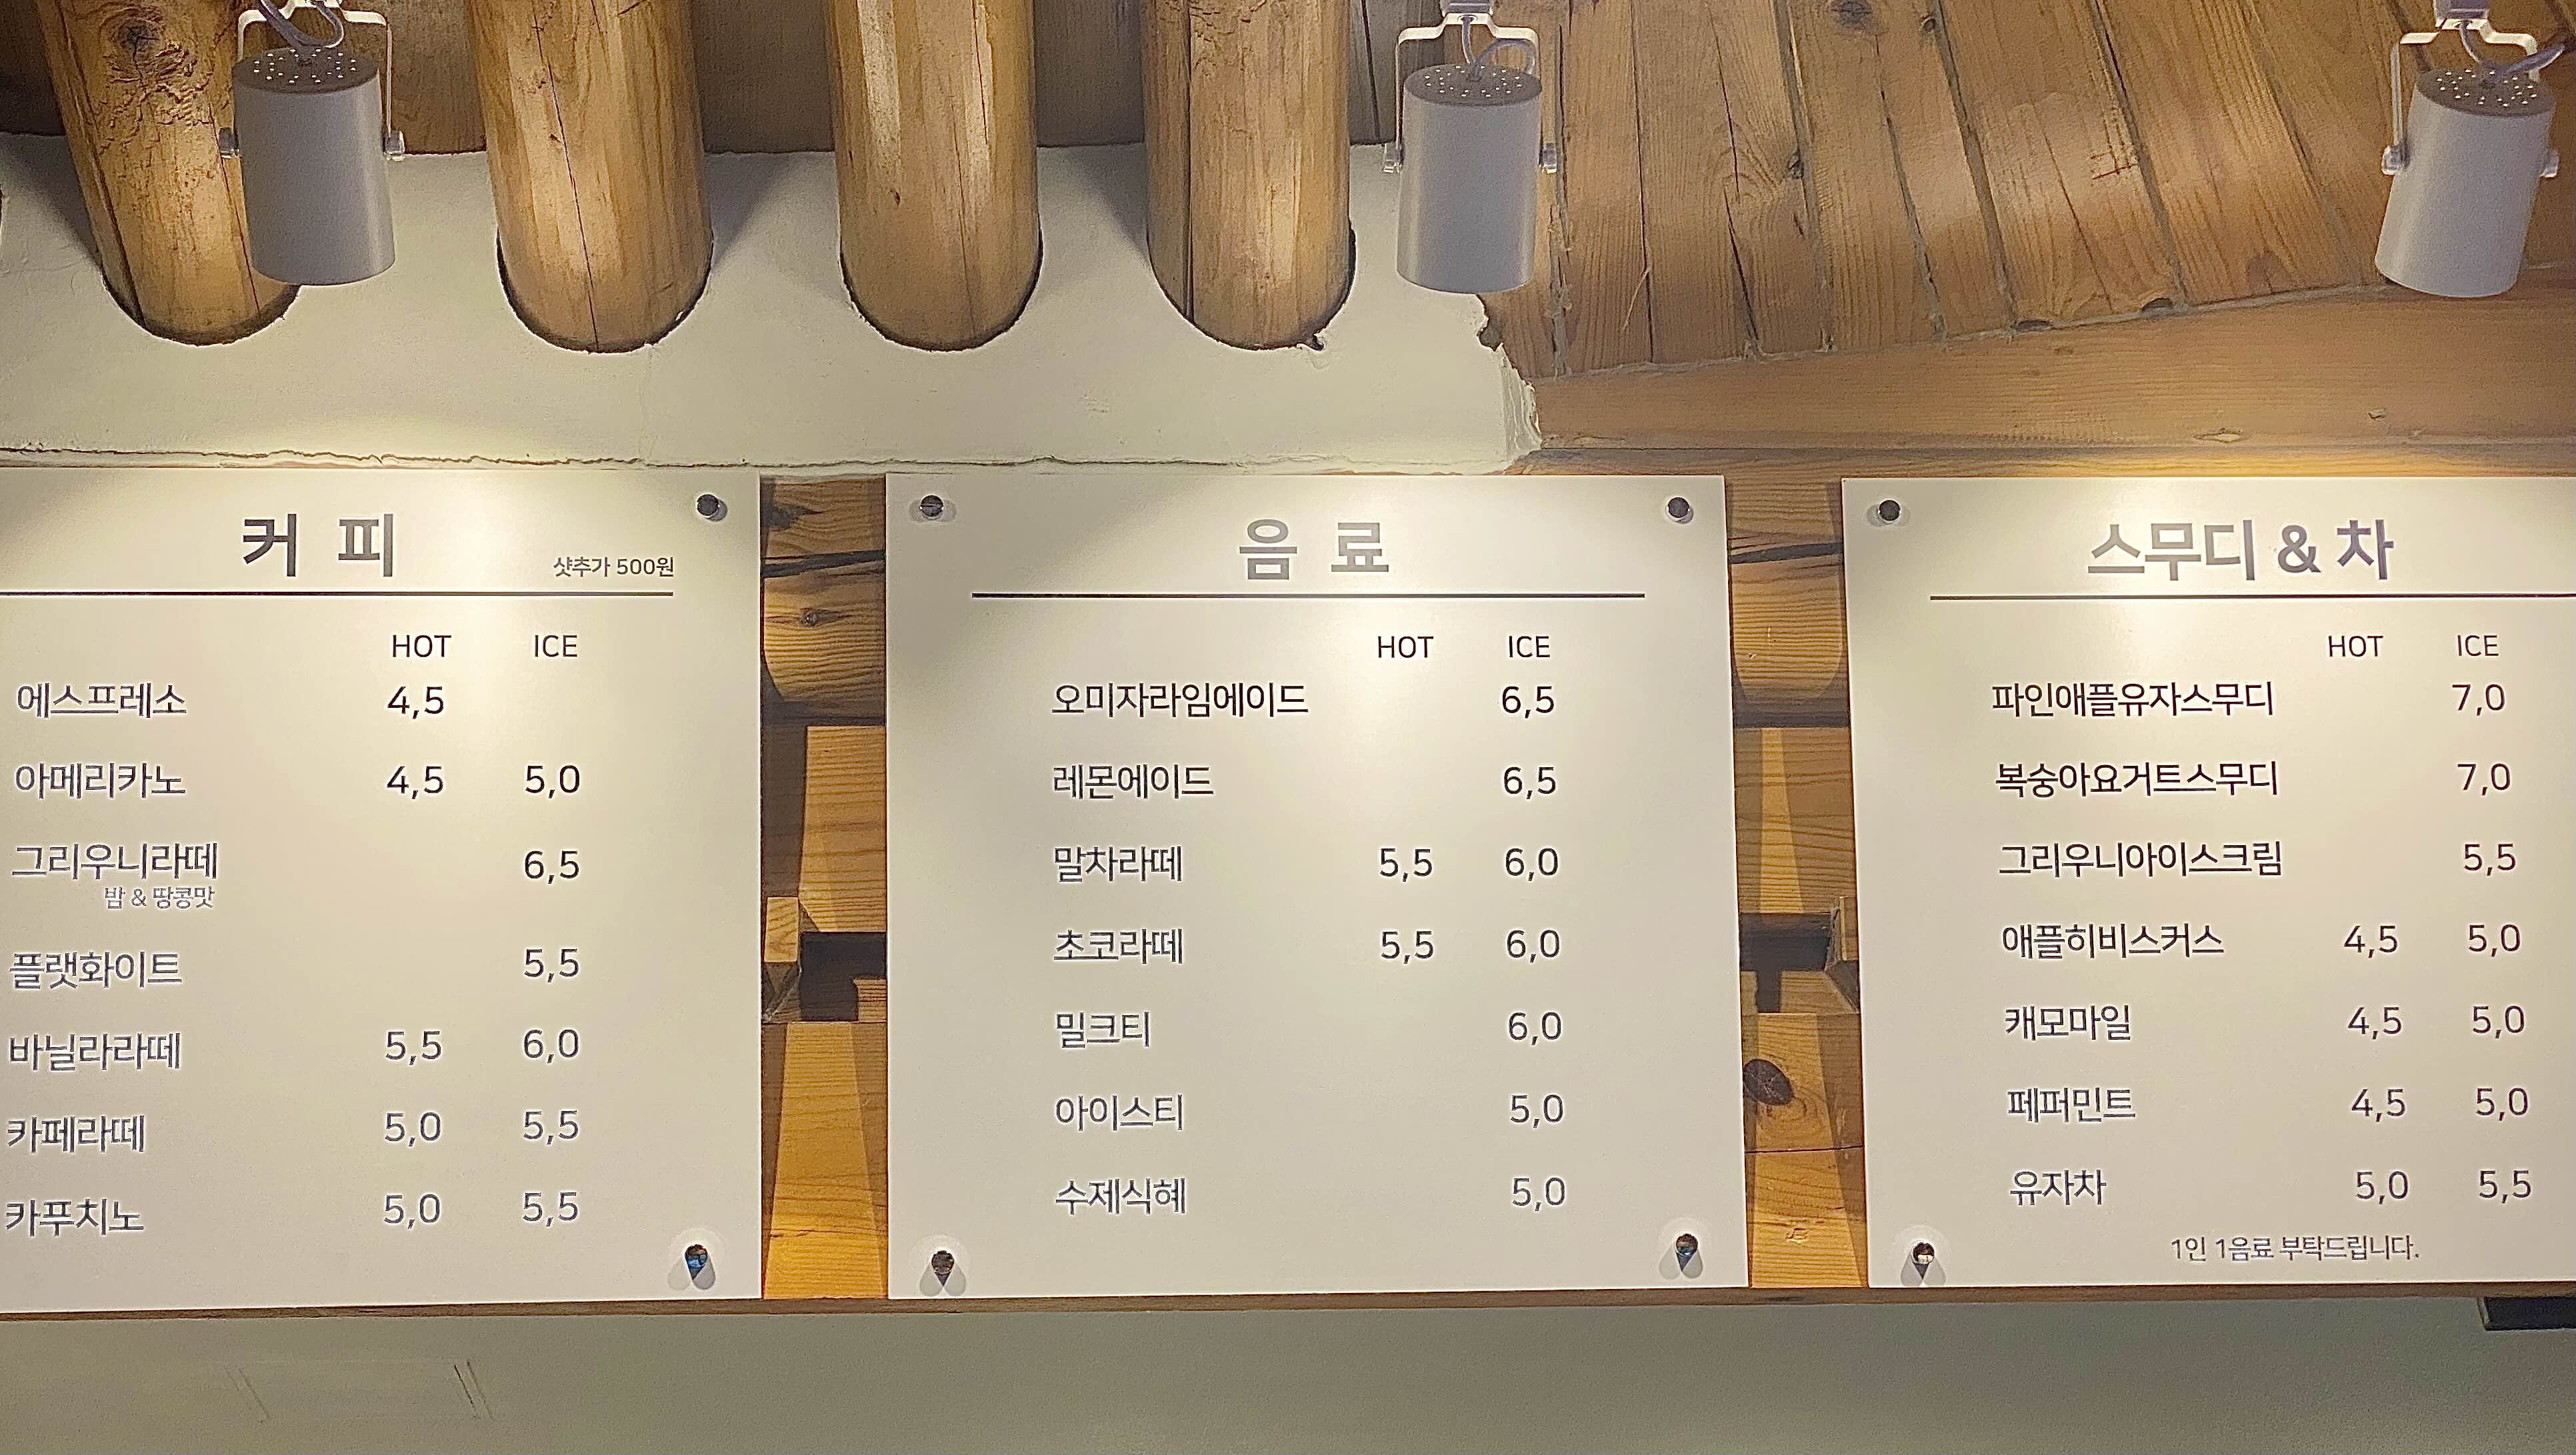 커 피
샷추가 500원
HOT ICE
에스프레소 4,5
아메리카노 4,5 5,0
그리우니라떼 6,5
밤 & 땅콩맛
플랫화이트 5,5
바닐라라떼 5,5 6,0
카페라떼 5,0 5,5
카푸치노 5,0 5,5
음 료
HOT ICE
오미자라임에이드 6,5
레몬에이드 6,5
말차라떼 5,5 6,0
초코라떼 5,5 6,0
밀크티 6,0
아이스티 5,0
수제식혜 5,0
스무디 & 차
HOT ICE
파인애플유자스무디 7,0
복숭아요거트스무디 7,0
그리우니아이스크림 5,5
애플히비스커스 4,5 5,0
캐모마일 4,5 5,0
페퍼민트 4,5 5,0
유자차 5,0 5,5
1인 1음료 부탁드립니다.